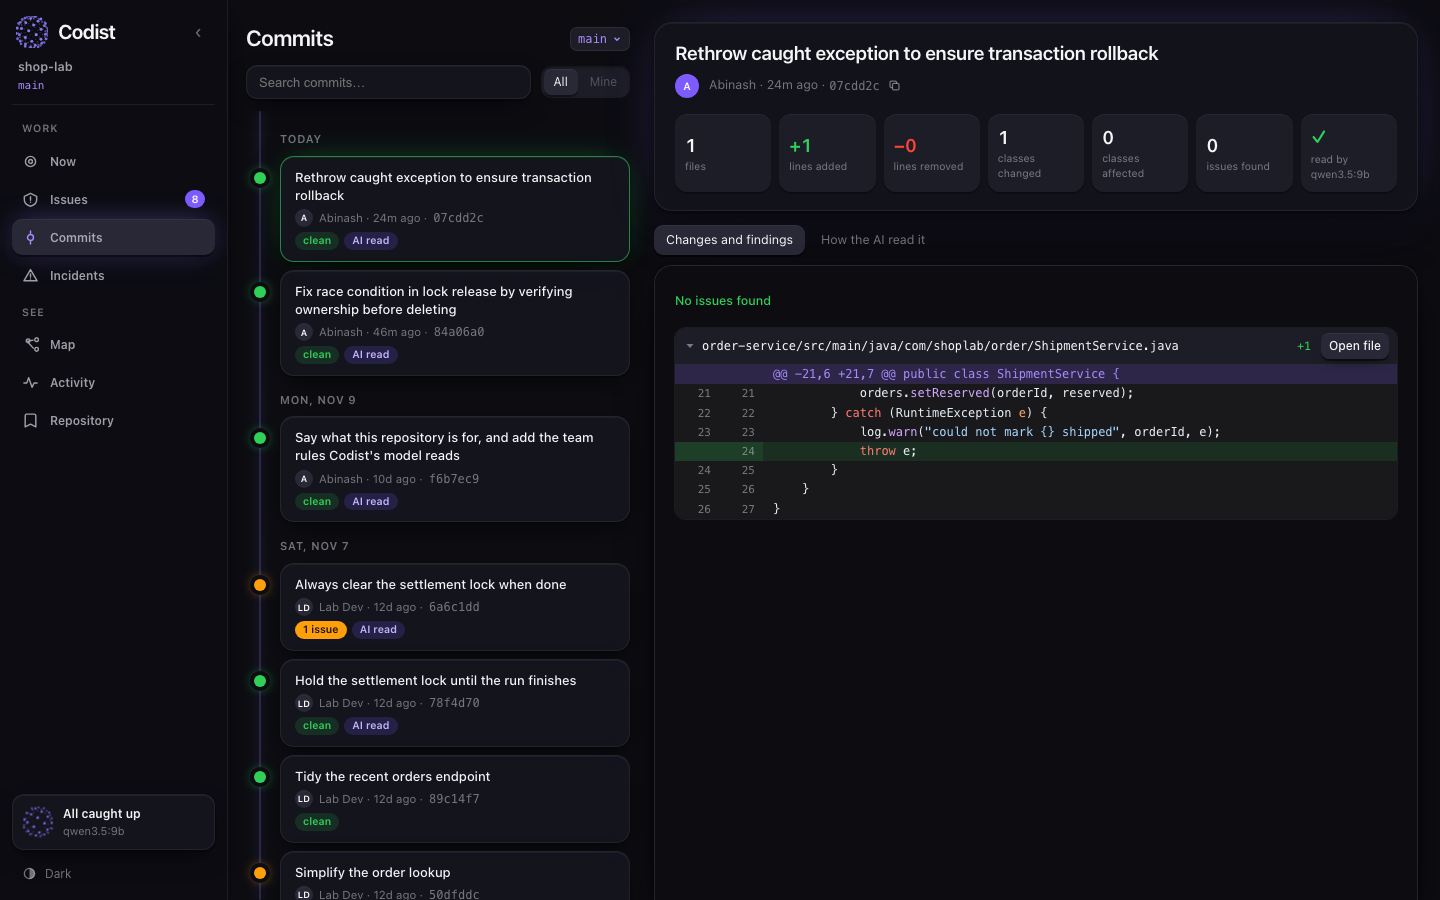 Codist
shop-lab
main
WORK
Now
Issues 8
Commits
Incidents
SEE
Map
Activity
Repository
All caught up
qwen3.5:9b
Dark
Commits
main
Search commits...
All Mine
TODAY
Rethrow caught exception to ensure transaction
rollback
A Abinash · 24m ago · 07cdd2c
clean AI read
Fix race condition in lock release by verifying
ownership before deleting
A Abinash · 46m ago · 84a06a0
clean AI read
MON, NOV 9
Say what this repository is for, and add the team
rules Codist's model reads
A Abinash · 10d ago · f6b7ec9
clean AI read
SAT, NOV 7
Always clear the settlement lock when done
LD Lab Dev · 12d ago · 6a6c1dd
1 issue AI read
Hold the settlement lock until the run finishes
LD Lab Dev · 12d ago · 78f4d70
clean AI read
Tidy the recent orders endpoint
LD Lab Dev · 12d ago · 89c14f7
clean
Simplify the order lookup
LD Lab Dev · 12d ago · 50dfddc
Rethrow caught exception to ensure transaction rollback
A Abinash · 24m ago · 07cdd2c
1
files
+1
lines added
−0
lines removed
1
classes
changed
0
classes
affected
0
issues found
read by
qwen3.5:9b
Changes and findings How the AI read it
No issues found
order-service/src/main/java/com/shoplab/order/ShipmentService.java +1 Open file
@@ -21,6 +21,7 @@ public class ShipmentService {
21 21 orders.setReserved(orderId, reserved);
22 22 } catch (RuntimeException e) {
23 23 log.warn("could not mark {} shipped", orderId, e);
24 throw e;
24 25 }
25 26 }
26 27 }